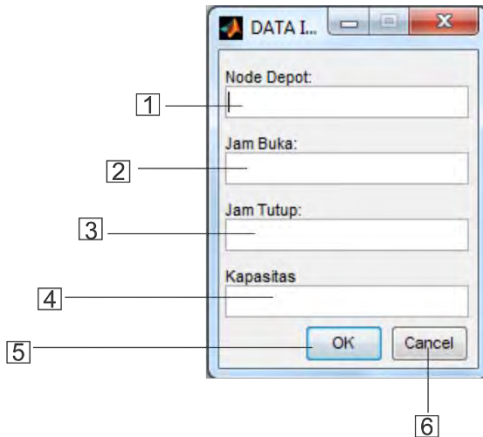 DATA I...
Node Depot:
1
Jam Buka:
2
Jam Tutup:
3
Kapasitas
4
OK Cancel
5
6